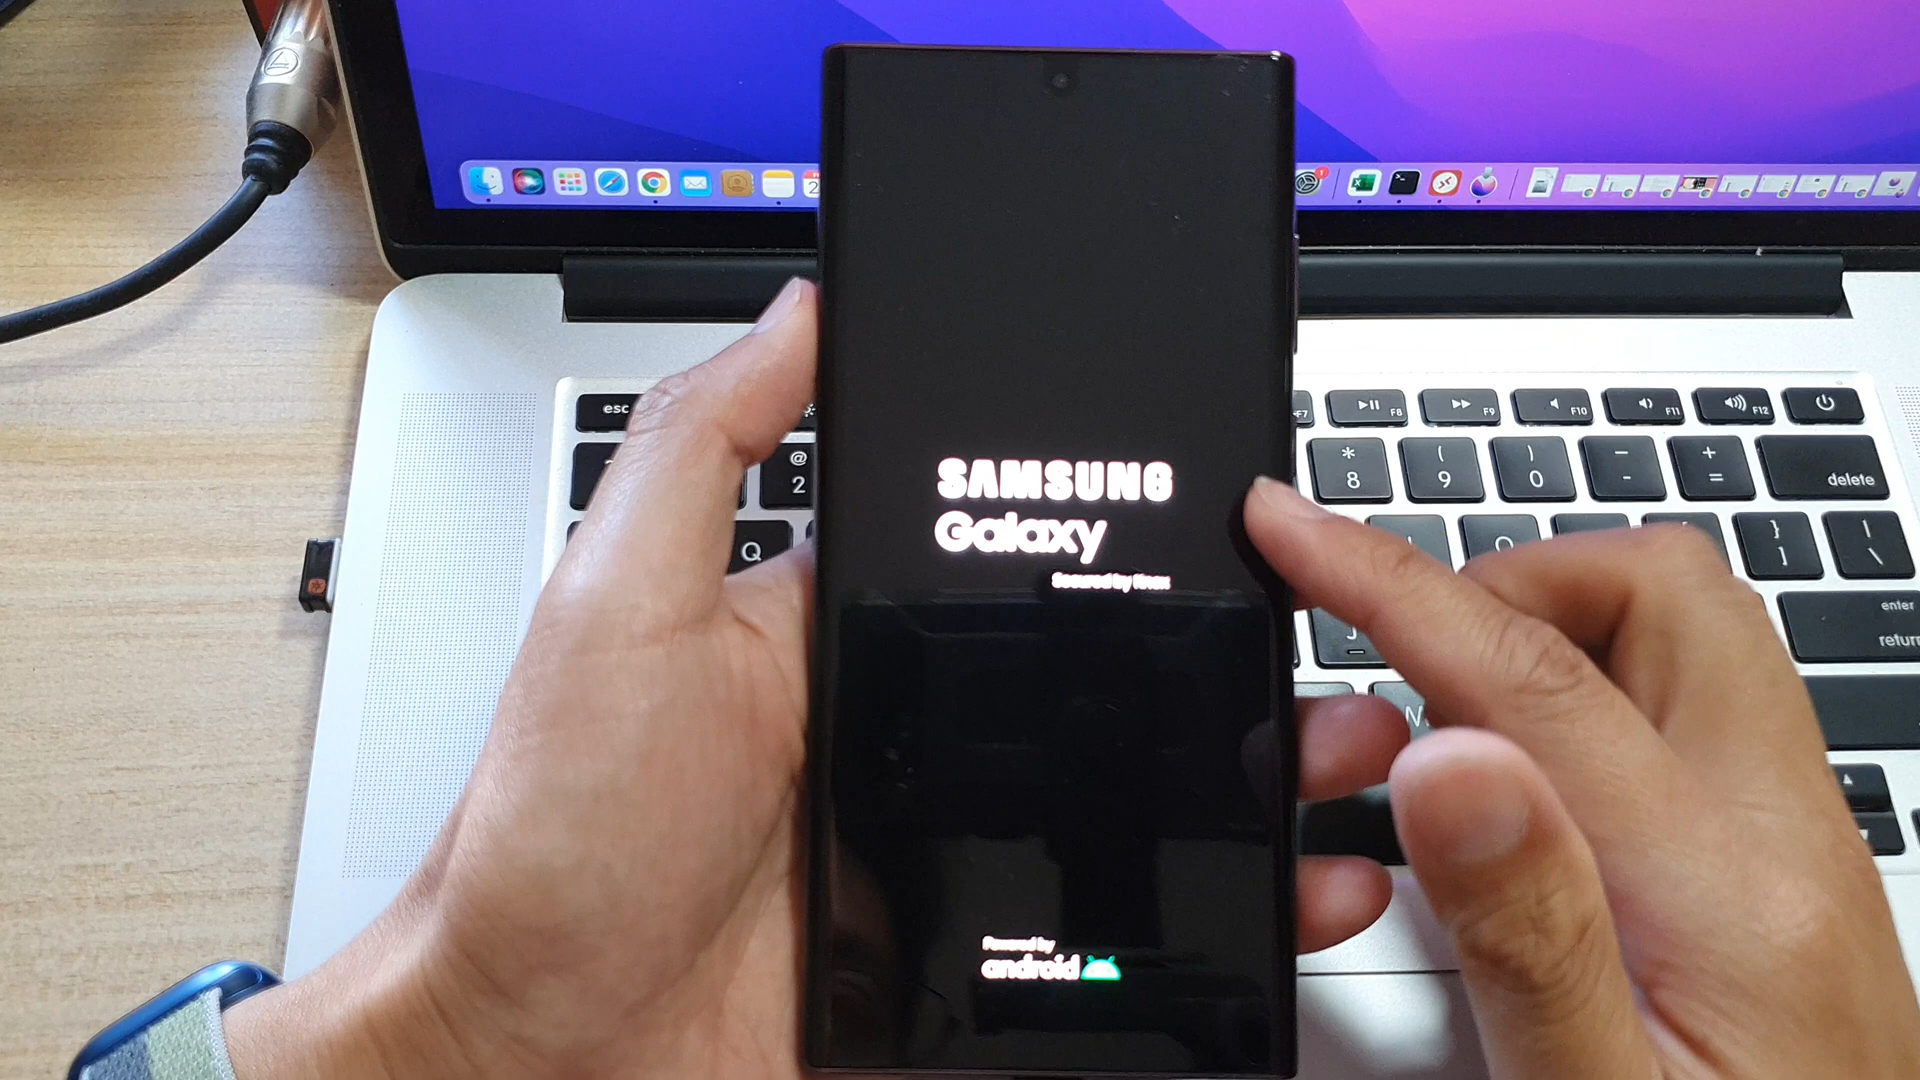 SAMSUNG
Galaxy
Secured by Knox
Powered by
android
esc
F7
F8
F9
F10
F11
F12
@
2
*
8
(
9
)
0
-
+
=
delete
Q
}
]
|
\
enter
return
J
N